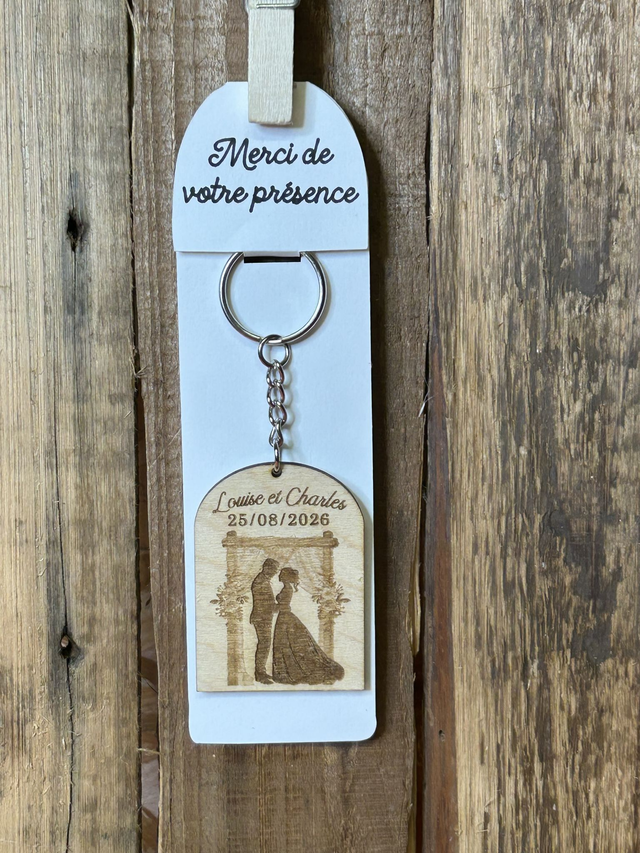 Merci de
votre présence
Louise et Charles
25/08/2026